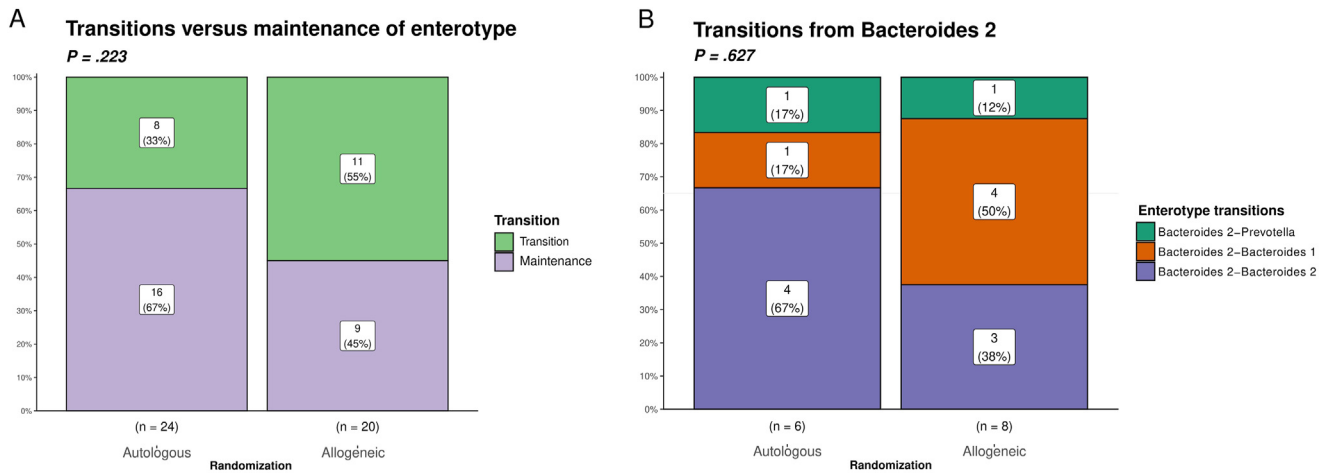 A
Transitions versus maintenance of enterotype
P = .223
100%
90%
80%
70%
60%
50%
40%
30%
20%
10%
0%
8
(33%)
16
(67%)
11
(55%)
9
(45%)
(n = 24)
(n = 20)
Autologous
Allogeneic
Randomization
Transition
Transition
Maintenance
B
Transitions from Bacteroides 2
P = .627
100%
90%
80%
70%
60%
50%
40%
30%
20%
10%
0%
1
(17%)
1
(17%)
4
(67%)
1
(12%)
4
(50%)
3
(38%)
(n = 6)
(n = 8)
Autologous
Allogeneic
Randomization
Enterotype transitions
Bacteroides 2−Prevotella
Bacteroides 2−Bacteroides 1
Bacteroides 2−Bacteroides 2